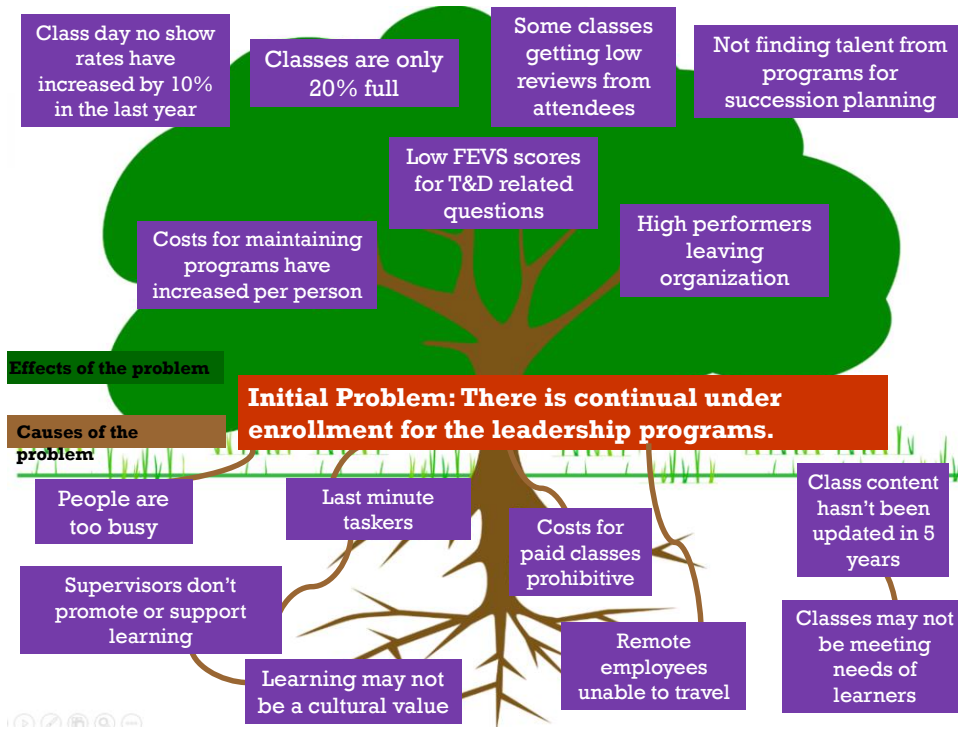 Class day no show
rates have
increased by 10%
in the last year
Classes are only
20% full
Some classes
getting low
reviews from
attendees
Not finding talent from
programs for
succession planning
Low FEVS scores
for T&D related
questions
Costs for maintaining
programs have
increased per person
High performers
leaving
organization
Effects of the problem
Initial Problem: There is continual under
enrollment for the leadership programs.
Causes of the
problem
People are
too busy
Last minute
taskers
Costs for
paid classes
prohibitive
Class content
hasn’t been
updated in 5
years
Supervisors don’t
promote or support
learning
Learning may not
be a cultural value
Remote
employees
unable to travel
Classes may not
be meeting
needs of
learners